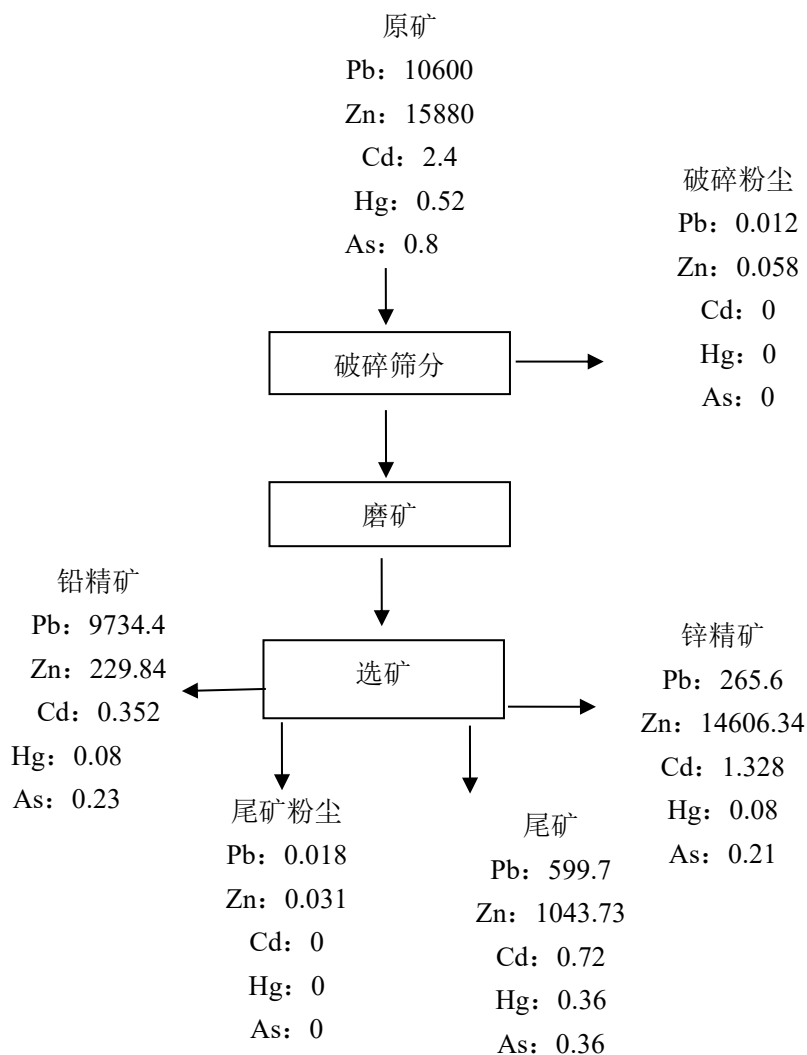 原矿
Pb：10600
Zn：15880
Cd：2.4
Hg：0.52
As：0.8
破碎粉尘
Pb：0.012
Zn：0.058
Cd：0
Hg：0
As：0
破碎筛分
磨矿
铅精矿
Pb：9734.4
Zn：229.84
Cd：0.352
Hg：0.08
As：0.23
选矿
锌精矿
Pb：265.6
Zn：14606.34
Cd：1.328
Hg：0.08
As：0.21
尾矿粉尘
Pb：0.018
Zn：0.031
Cd：0
Hg：0
As：0
尾矿
Pb：599.7
Zn：1043.73
Cd：0.72
Hg：0.36
As：0.36